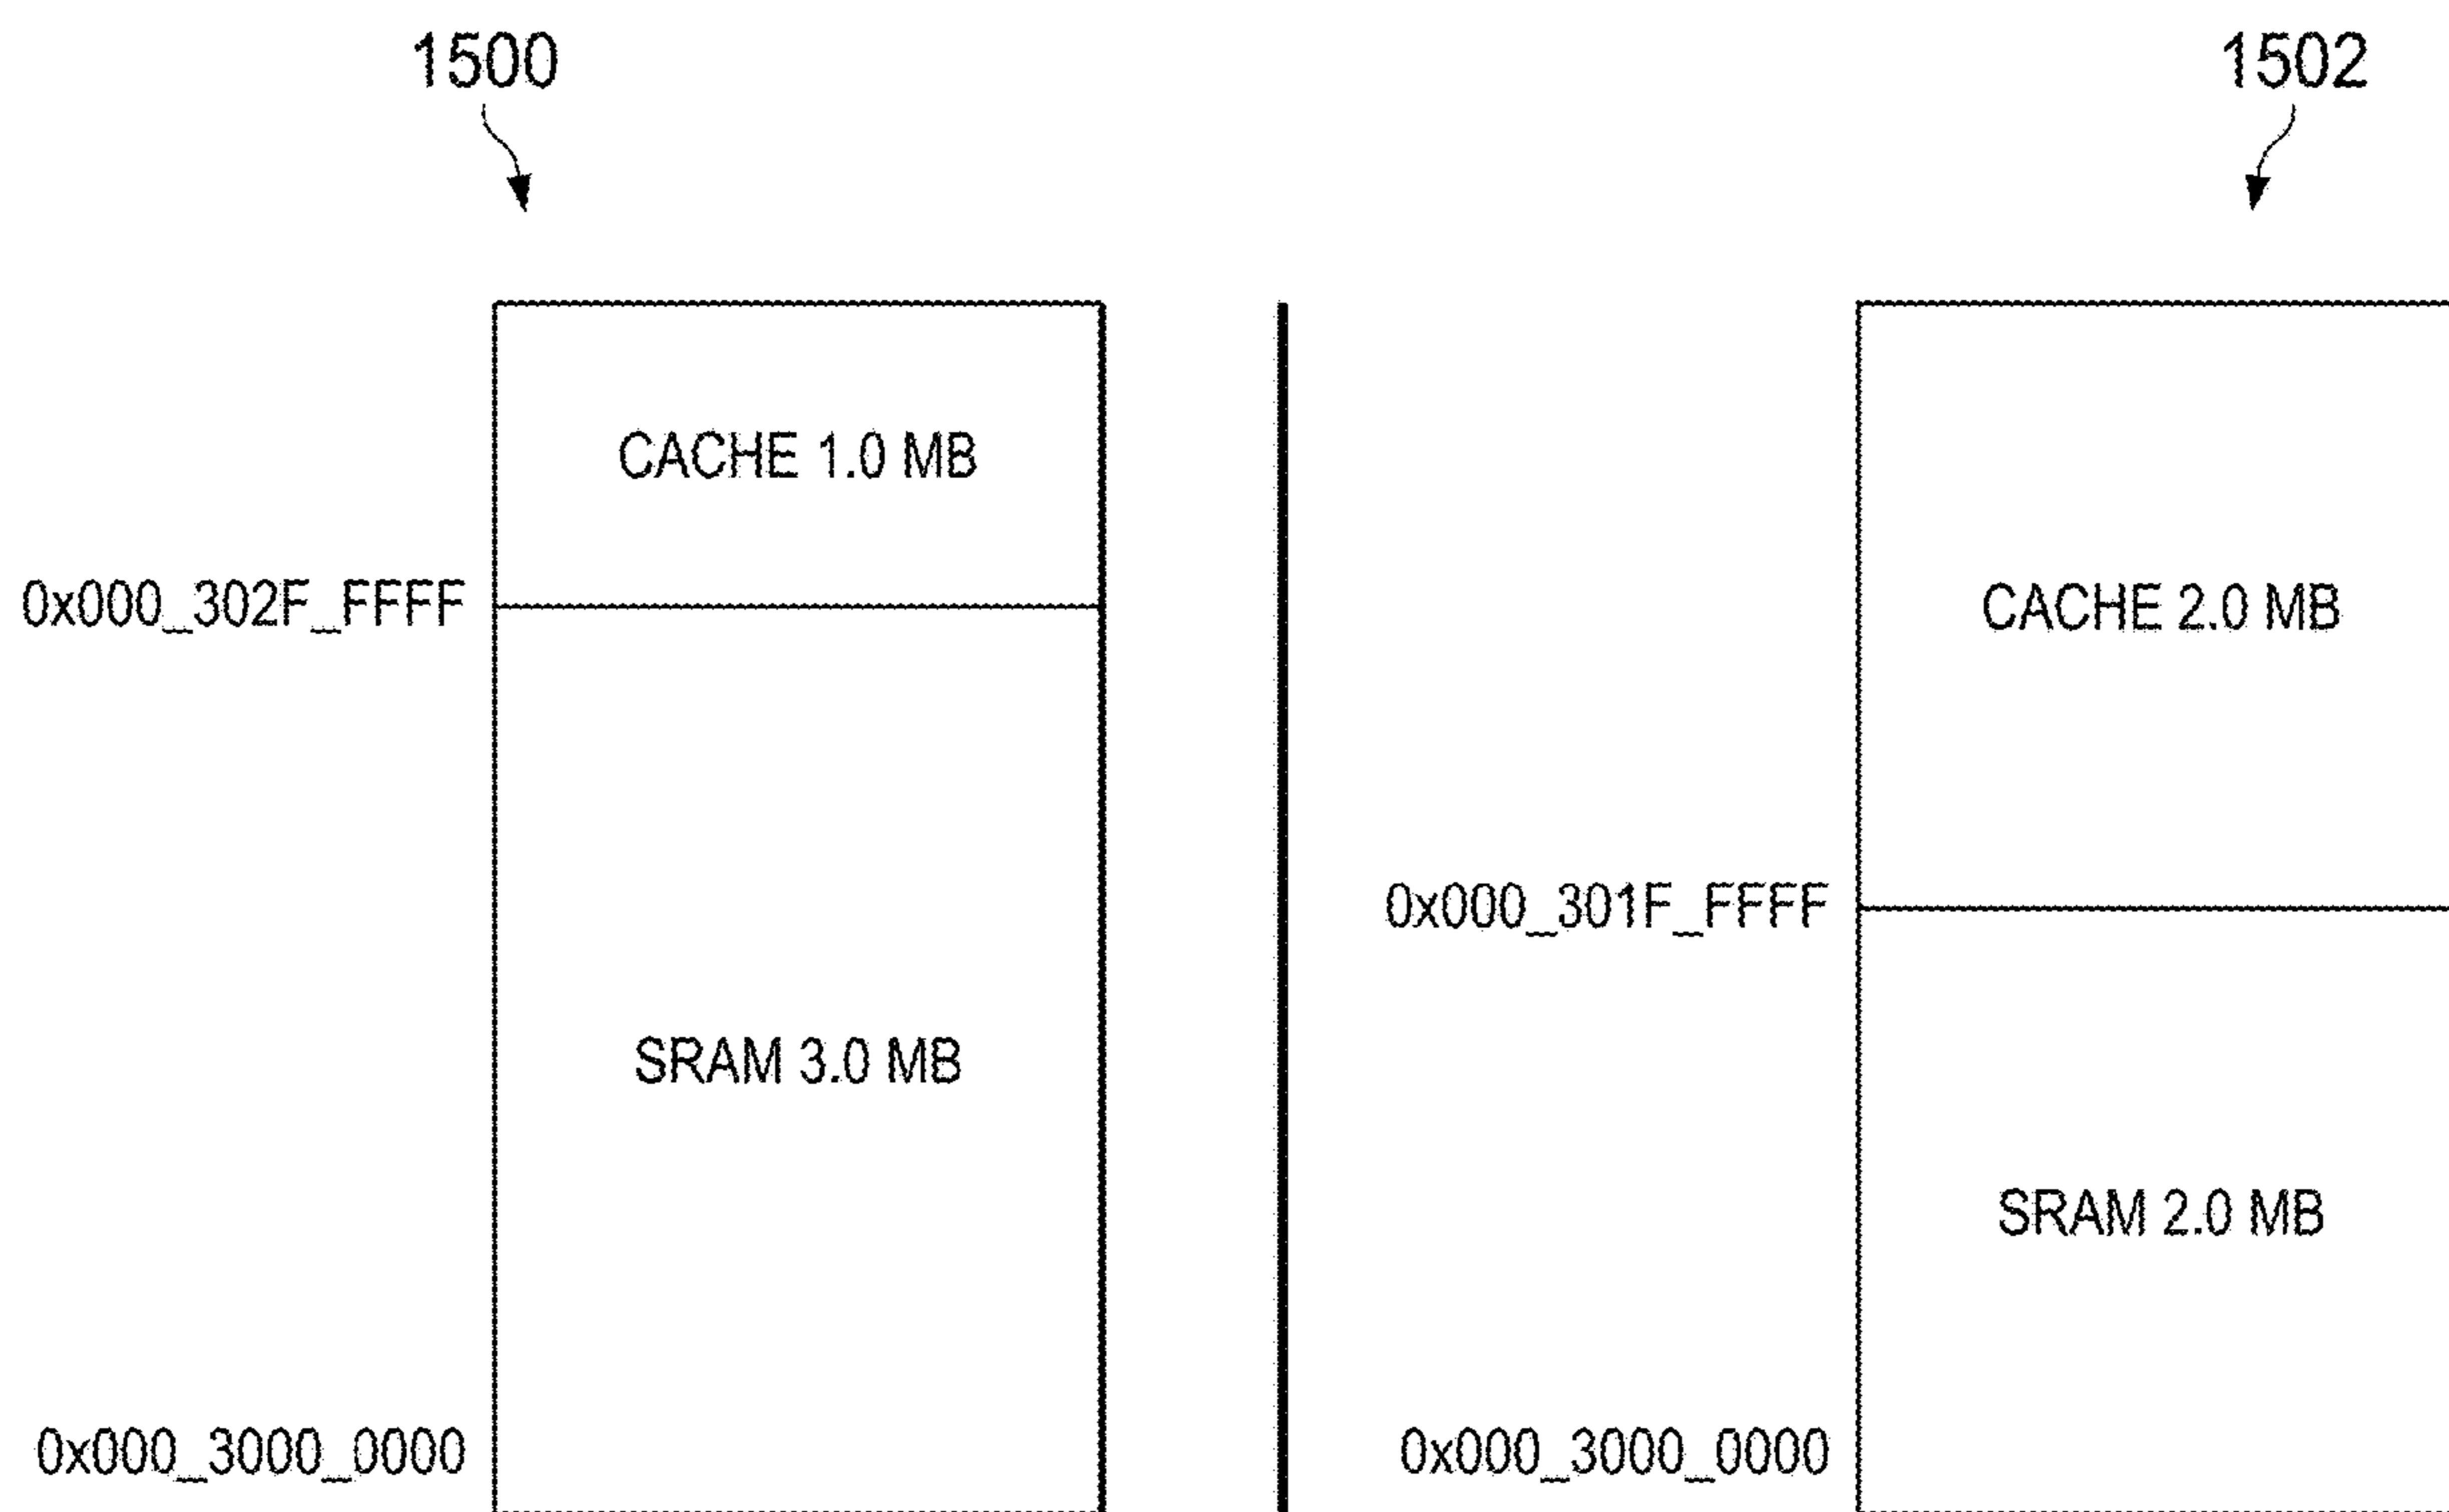 1500
CACHE 1.0 MB
0x000_302F_FFFF
SRAM 3.0 MB
0x000_3000_0000
1502
CACHE 2.0 MB
0x000_301F_FFFF
SRAM 2.0 MB
0x000_3000_0000